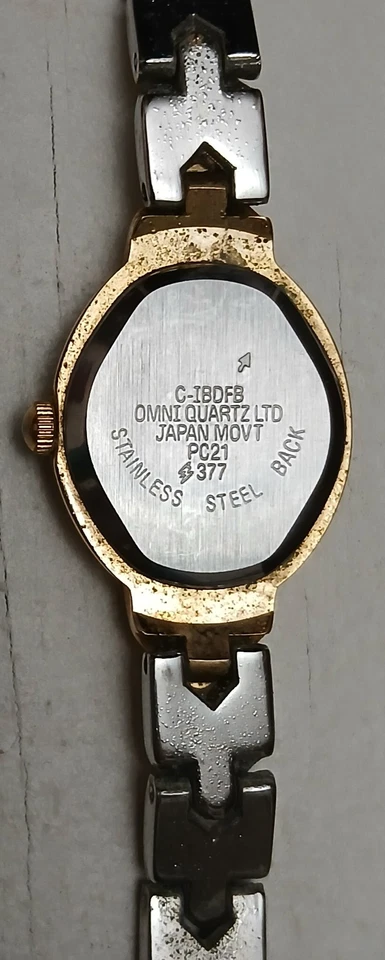 C-IBDFB
OMNI QUARTZ LTD
JAPAN MOVT
PC21
377
STAINLESS STEEL BACK